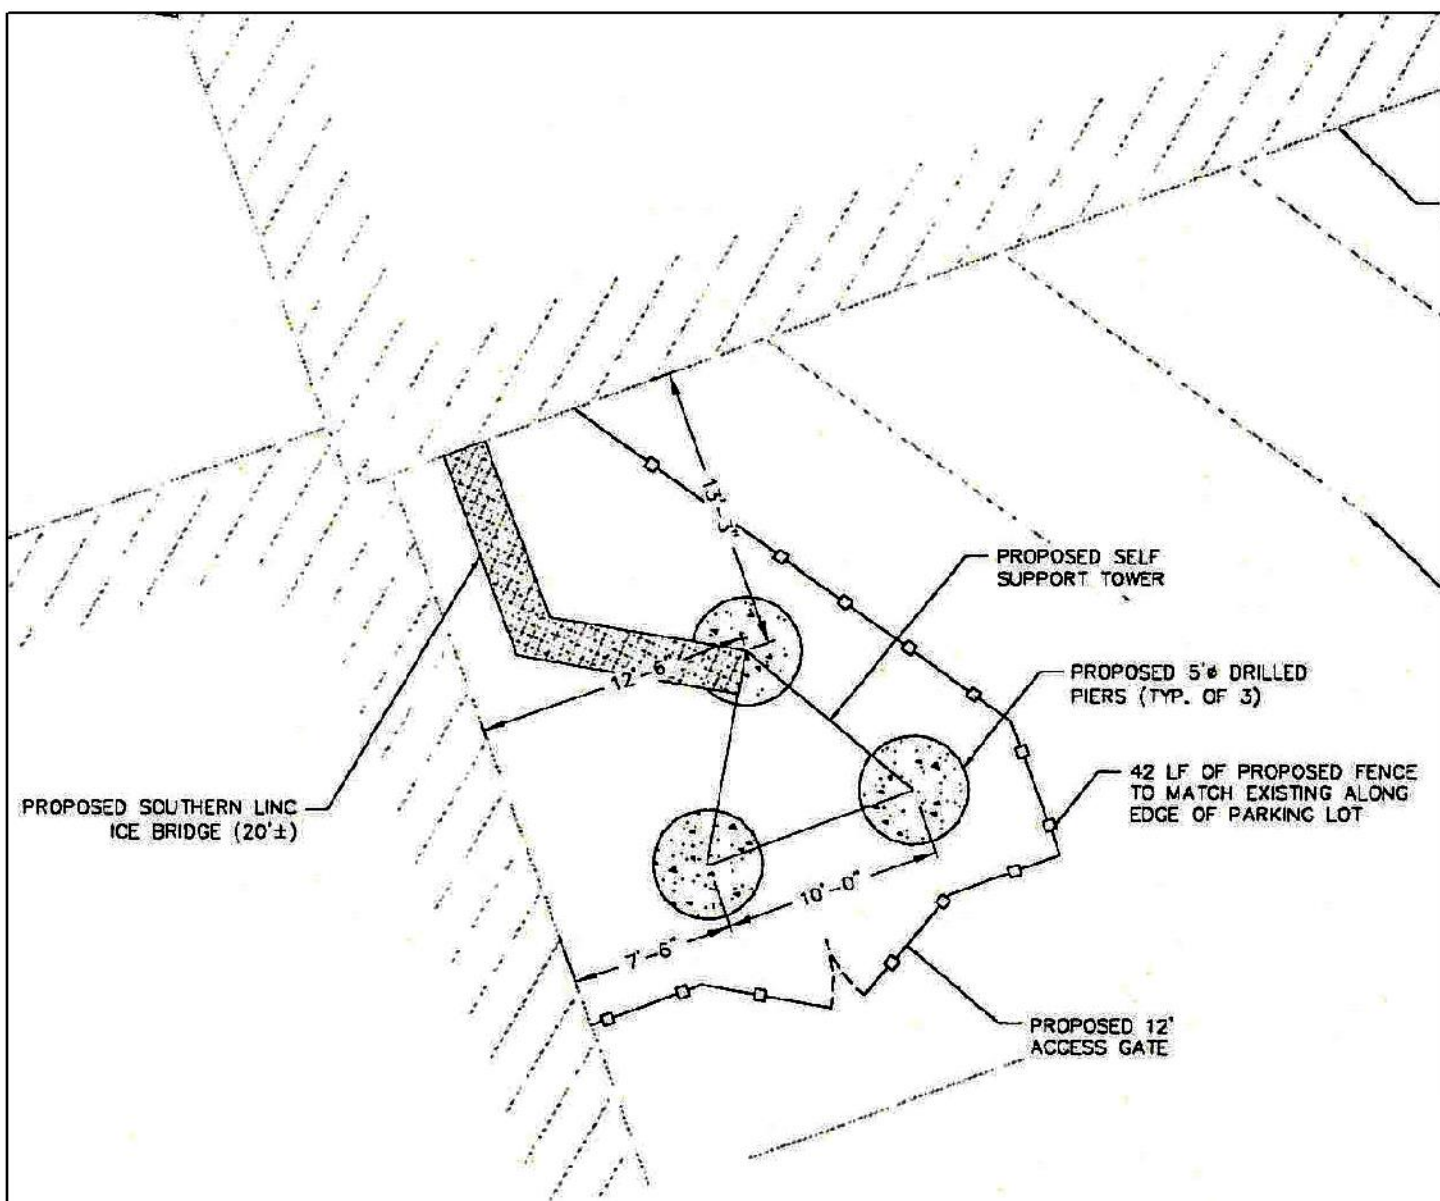 13'-3"
PROPOSED SELF
SUPPORT TOWER
12'-6"
PROPOSED 5'ø DRILLED
PIERS (TYP. OF 3)
42 LF OF PROPOSED FENCE
TO MATCH EXISTING ALONG
EDGE OF PARKING LOT
PROPOSED SOUTHERN LINC
ICE BRIDGE (20'±)
10'-0"
7'-6"
PROPOSED 12'
ACCESS GATE